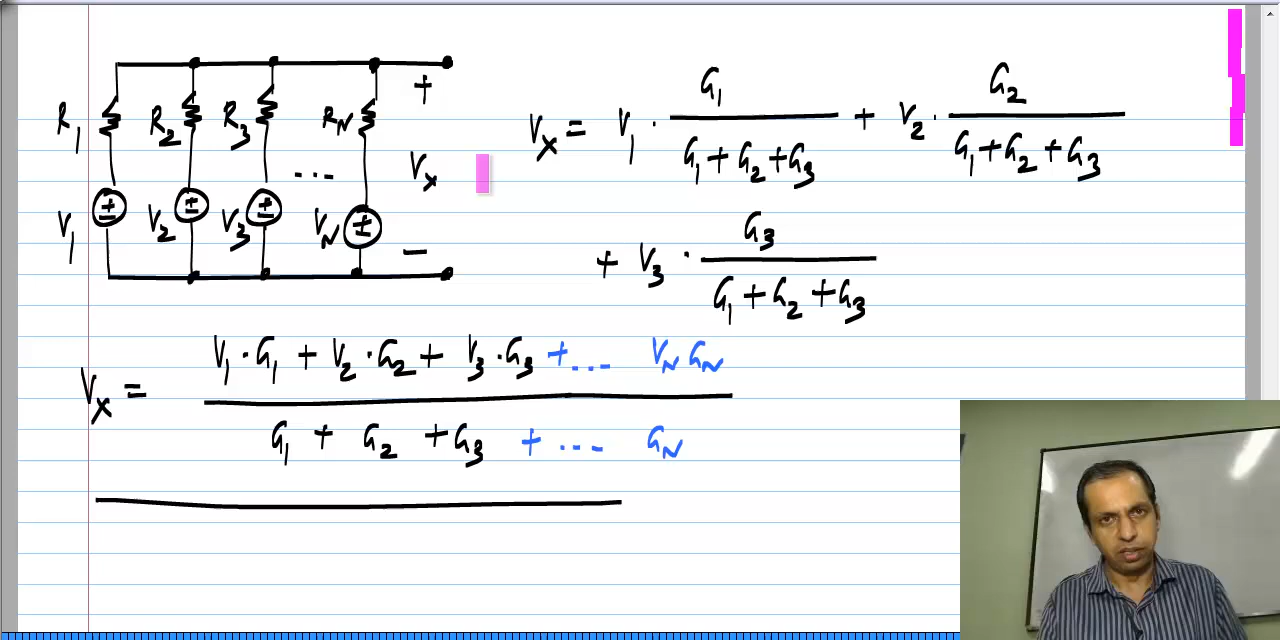 R1 R2 R3 RN +
V1 V2 V3 ... VN Vx
−
Vx = V1 · G1 / (G1 + G2 + G3) + V2 · G2 / (G1 + G2 + G3)
+ V3 · G3 / (G1 + G2 + G3)
Vx = (V1 · G1 + V2 · G2 + V3 · G3 + ... VN GN) / (G1 + G2 + G3 + ... GN)